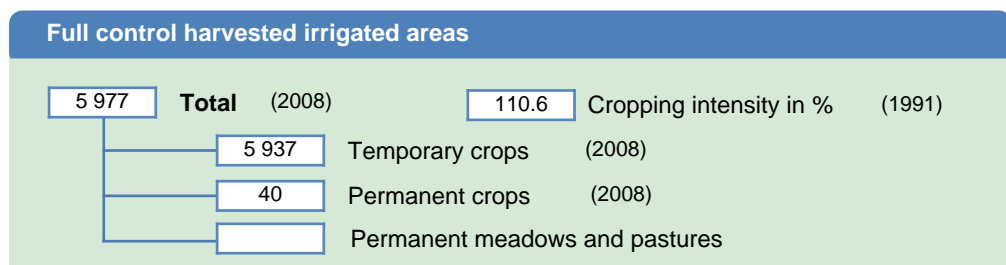 Full control harvested irrigated areas
5 977 Total (2008) 110.6 Cropping intensity in % (1991)
5 937 Temporary crops (2008)
40 Permanent crops (2008)
Permanent meadows and pastures